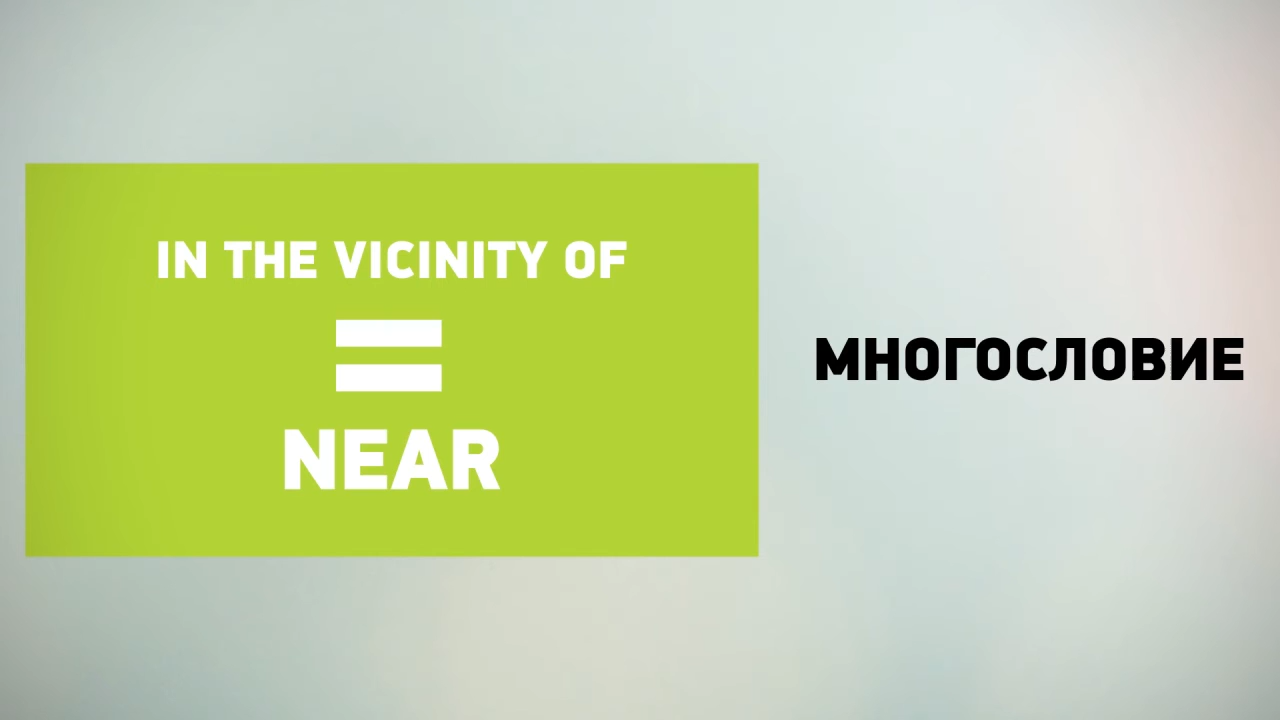 IN THE VICINITY OF
=
NEAR
МНОГОСЛОВИЕ